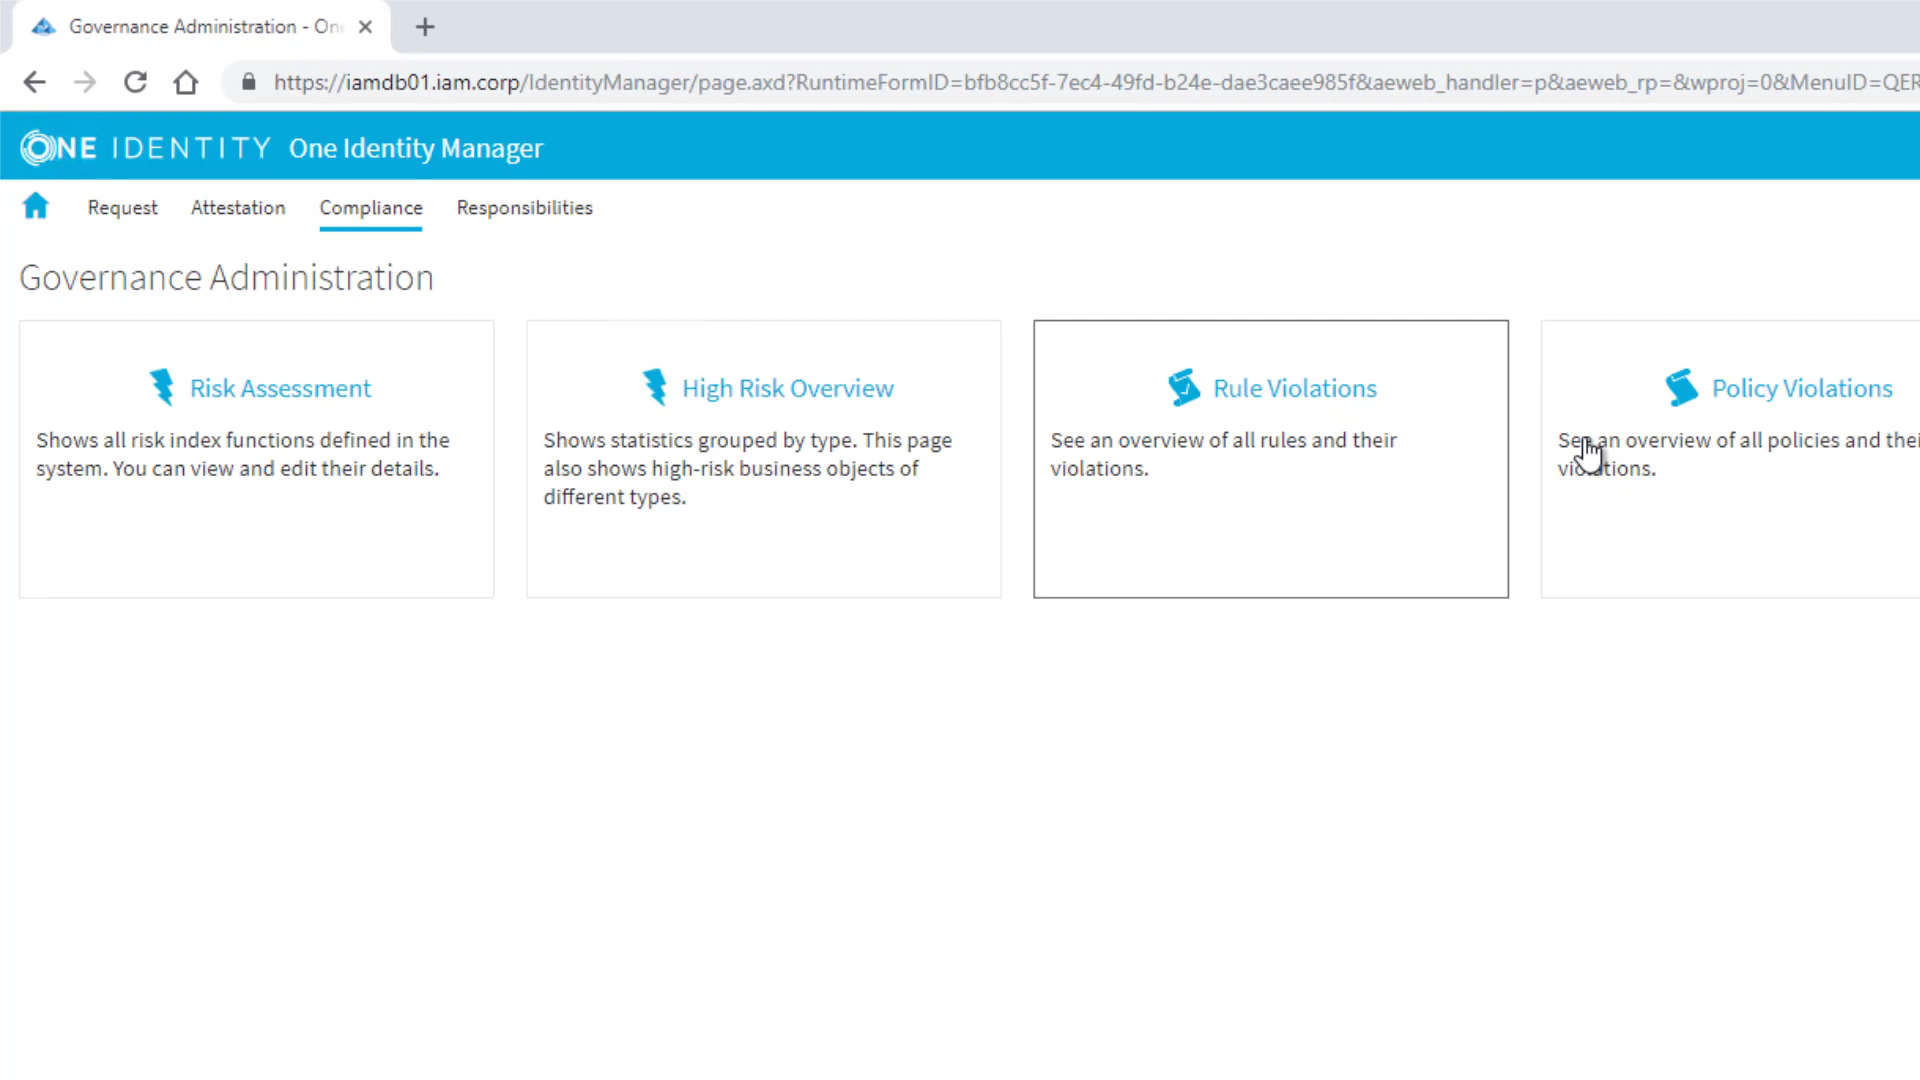 Governance Administration - One
https://iamdb01.iam.corp/IdentityManager/page.axd?RuntimeFormID=bfb8cc5f-7ec4-49fd-b24e-dae3caee985f&aeweb_handler=p&aeweb_rp=&wproj=0&MenuID=QER
ONE IDENTITY One Identity Manager
Request Attestation Compliance Responsibilities
Governance Administration
Risk Assessment
Shows all risk index functions defined in the
system. You can view and edit their details.
High Risk Overview
Shows statistics grouped by type. This page
also shows high-risk business objects of
different types.
Rule Violations
See an overview of all rules and their
violations.
Policy Violations
See an overview of all policies and thei
violations.